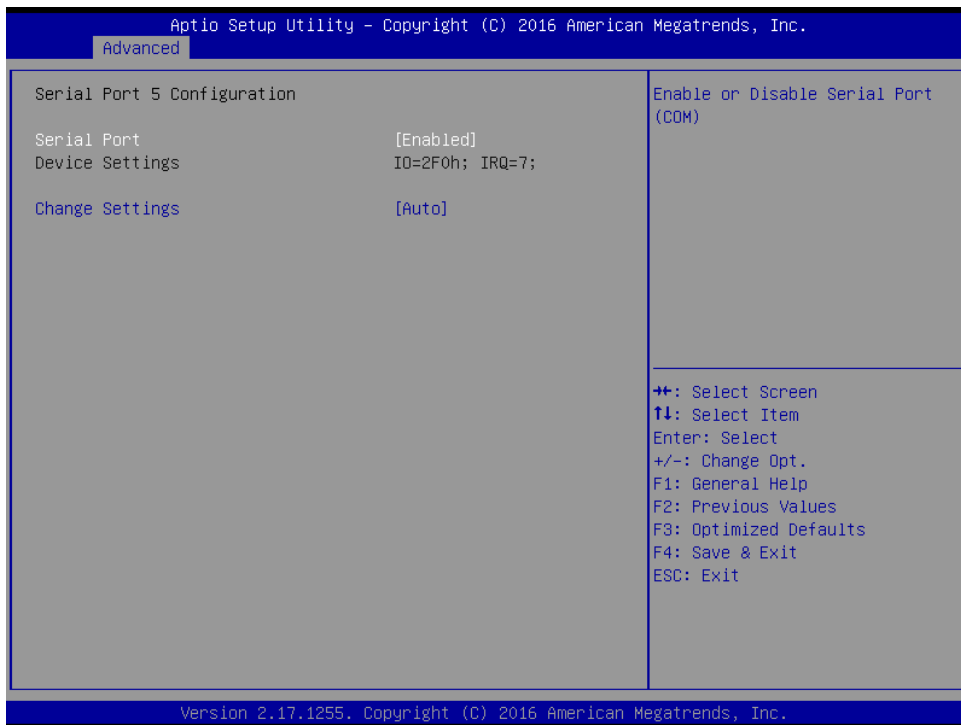 Aptio Setup Utility – Copyright (C) 2016 American Megatrends, Inc.
Advanced
Serial Port 5 Configuration
Serial Port [Enabled]
Device Settings IO=2F0h; IRQ=7;
Change Settings [Auto]
Enable or Disable Serial Port
(COM)
→←: Select Screen
↑↓: Select Item
Enter: Select
+/-: Change Opt.
F1: General Help
F2: Previous Values
F3: Optimized Defaults
F4: Save & Exit
ESC: Exit
Version 2.17.1255. Copyright (C) 2016 American Megatrends, Inc.